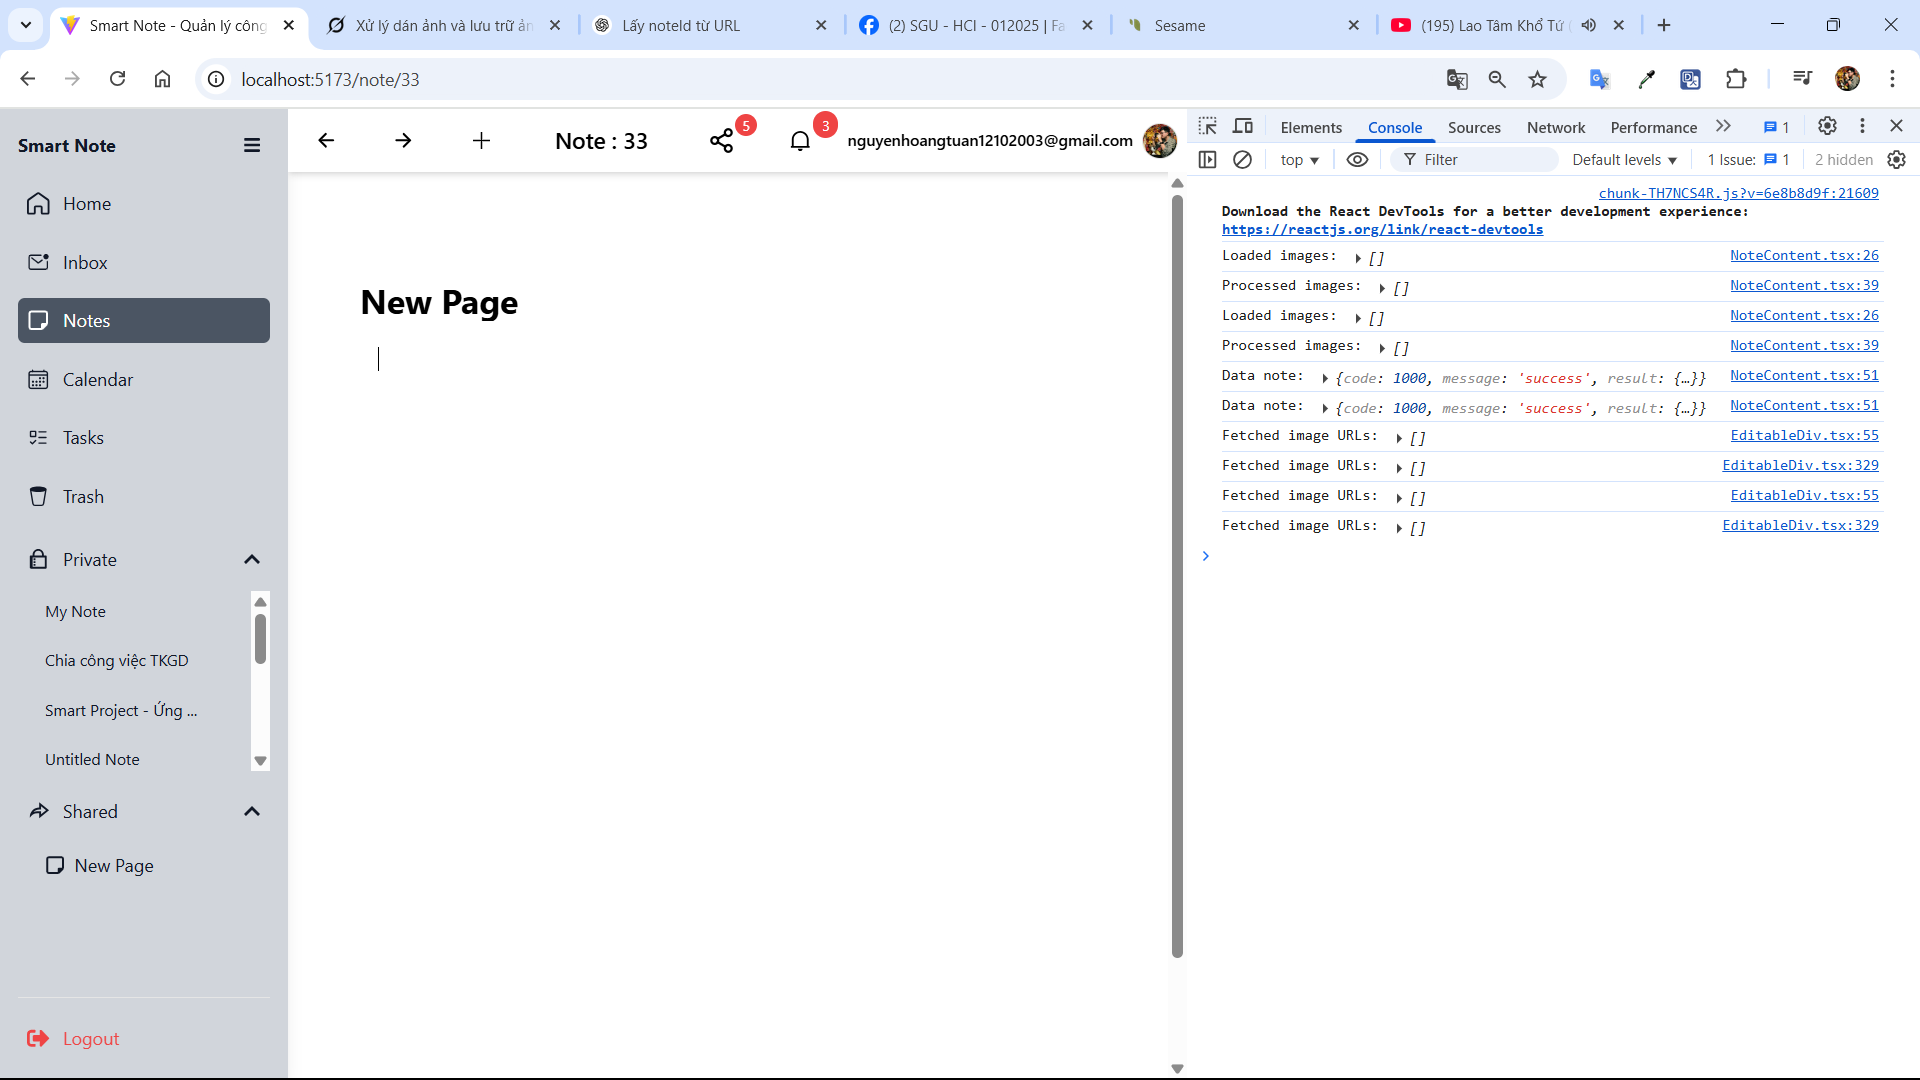 Smart Note - Quản lý công
Xử lý dán ảnh và lưu trữ ản
Lấy noteId từ URL
(2) SGU - HCI - 012025 | Fa
Sesame
(195) Lao Tâm Khổ Tứ (
localhost:5173/note/33
Smart Note
Home
Inbox
Notes
Calendar
Tasks
Trash
Private
My Note
Chia công việc TKGD
Smart Project - Ứng ...
Untitled Note
Shared
New Page
Logout
Note : 33
5
3
nguyenhoangtuan12102003@gmail.com
New Page
Elements
Console
Sources
Network
Performance
1
top
Filter
Default levels
1 Issue:
1
2 hidden
chunk-TH7NCS4R.js?v=6e8b8d9f:21609
Download the React DevTools for a better development experience:
https://reactjs.org/link/react-devtools
Loaded images: [] NoteContent.tsx:26
Processed images: [] NoteContent.tsx:39
Loaded images: [] NoteContent.tsx:26
Processed images: [] NoteContent.tsx:39
Data note: {code: 1000, message: 'success', result: {…}} NoteContent.tsx:51
Data note: {code: 1000, message: 'success', result: {…}} NoteContent.tsx:51
Fetched image URLs: [] EditableDiv.tsx:55
Fetched image URLs: [] EditableDiv.tsx:329
Fetched image URLs: [] EditableDiv.tsx:55
Fetched image URLs: [] EditableDiv.tsx:329